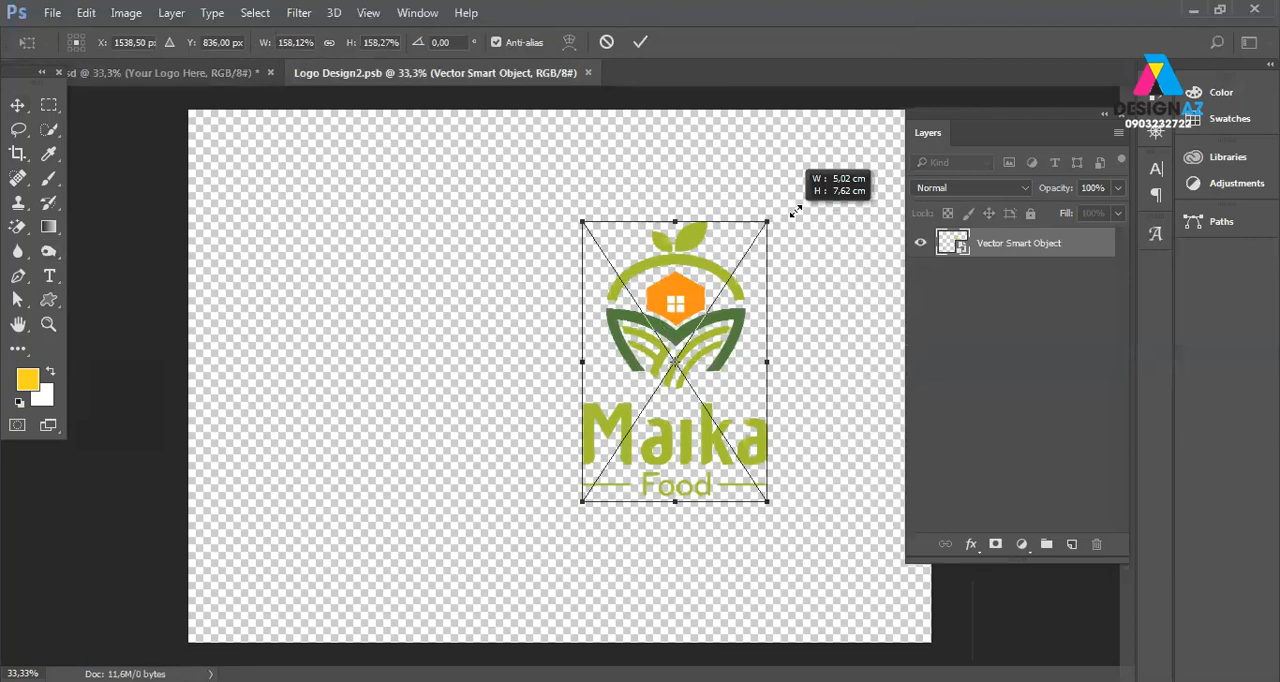 Ps File Edit Image Layer Type Select Filter 3D View Window Help
X: 1538,50 px Y: 836,00 px W: 158,12% H: 158,27% 0,00 Anti-alias
sd @ 33,3% (Your Logo Here, RGB/8#) * × Logo Design2.psb @ 33,3% (Vector Smart Object, RGB/8#) ×
DESIGN AZ
0903232722
Color
Swatches
Libraries
Adjustments
Paths
Layers
Kind
Normal Opacity: 100%
Lock: Fill: 100%
Vector Smart Object
W : 5,02 cm
H : 7,62 cm
Maika
Food
fx
33,33% Doc: 11,6M/0 bytes